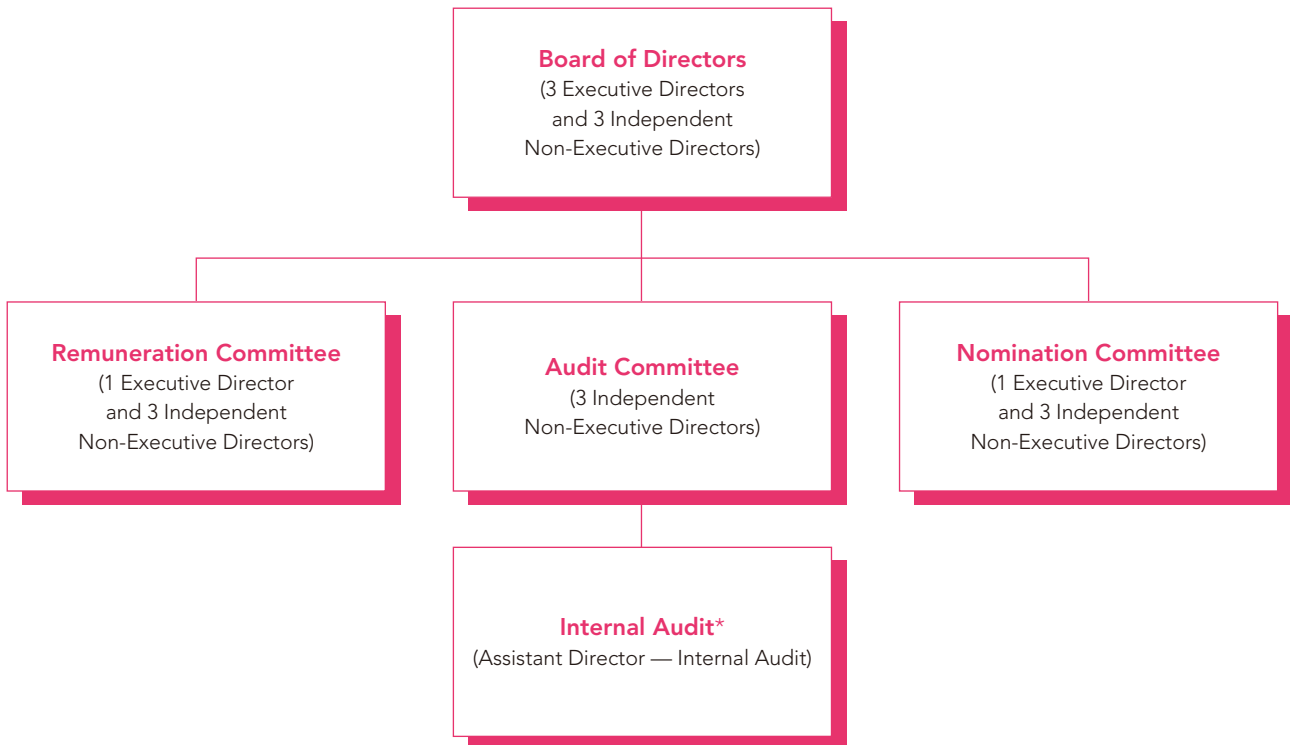 Board of Directors
(3 Executive Directors
and 3 Independent
Non-Executive Directors)
Remuneration Committee
(1 Executive Director
and 3 Independent
Non-Executive Directors)
Audit Committee
(3 Independent
Non-Executive Directors)
Nomination Committee
(1 Executive Director
and 3 Independent
Non-Executive Directors)
Internal Audit*
(Assistant Director — Internal Audit)